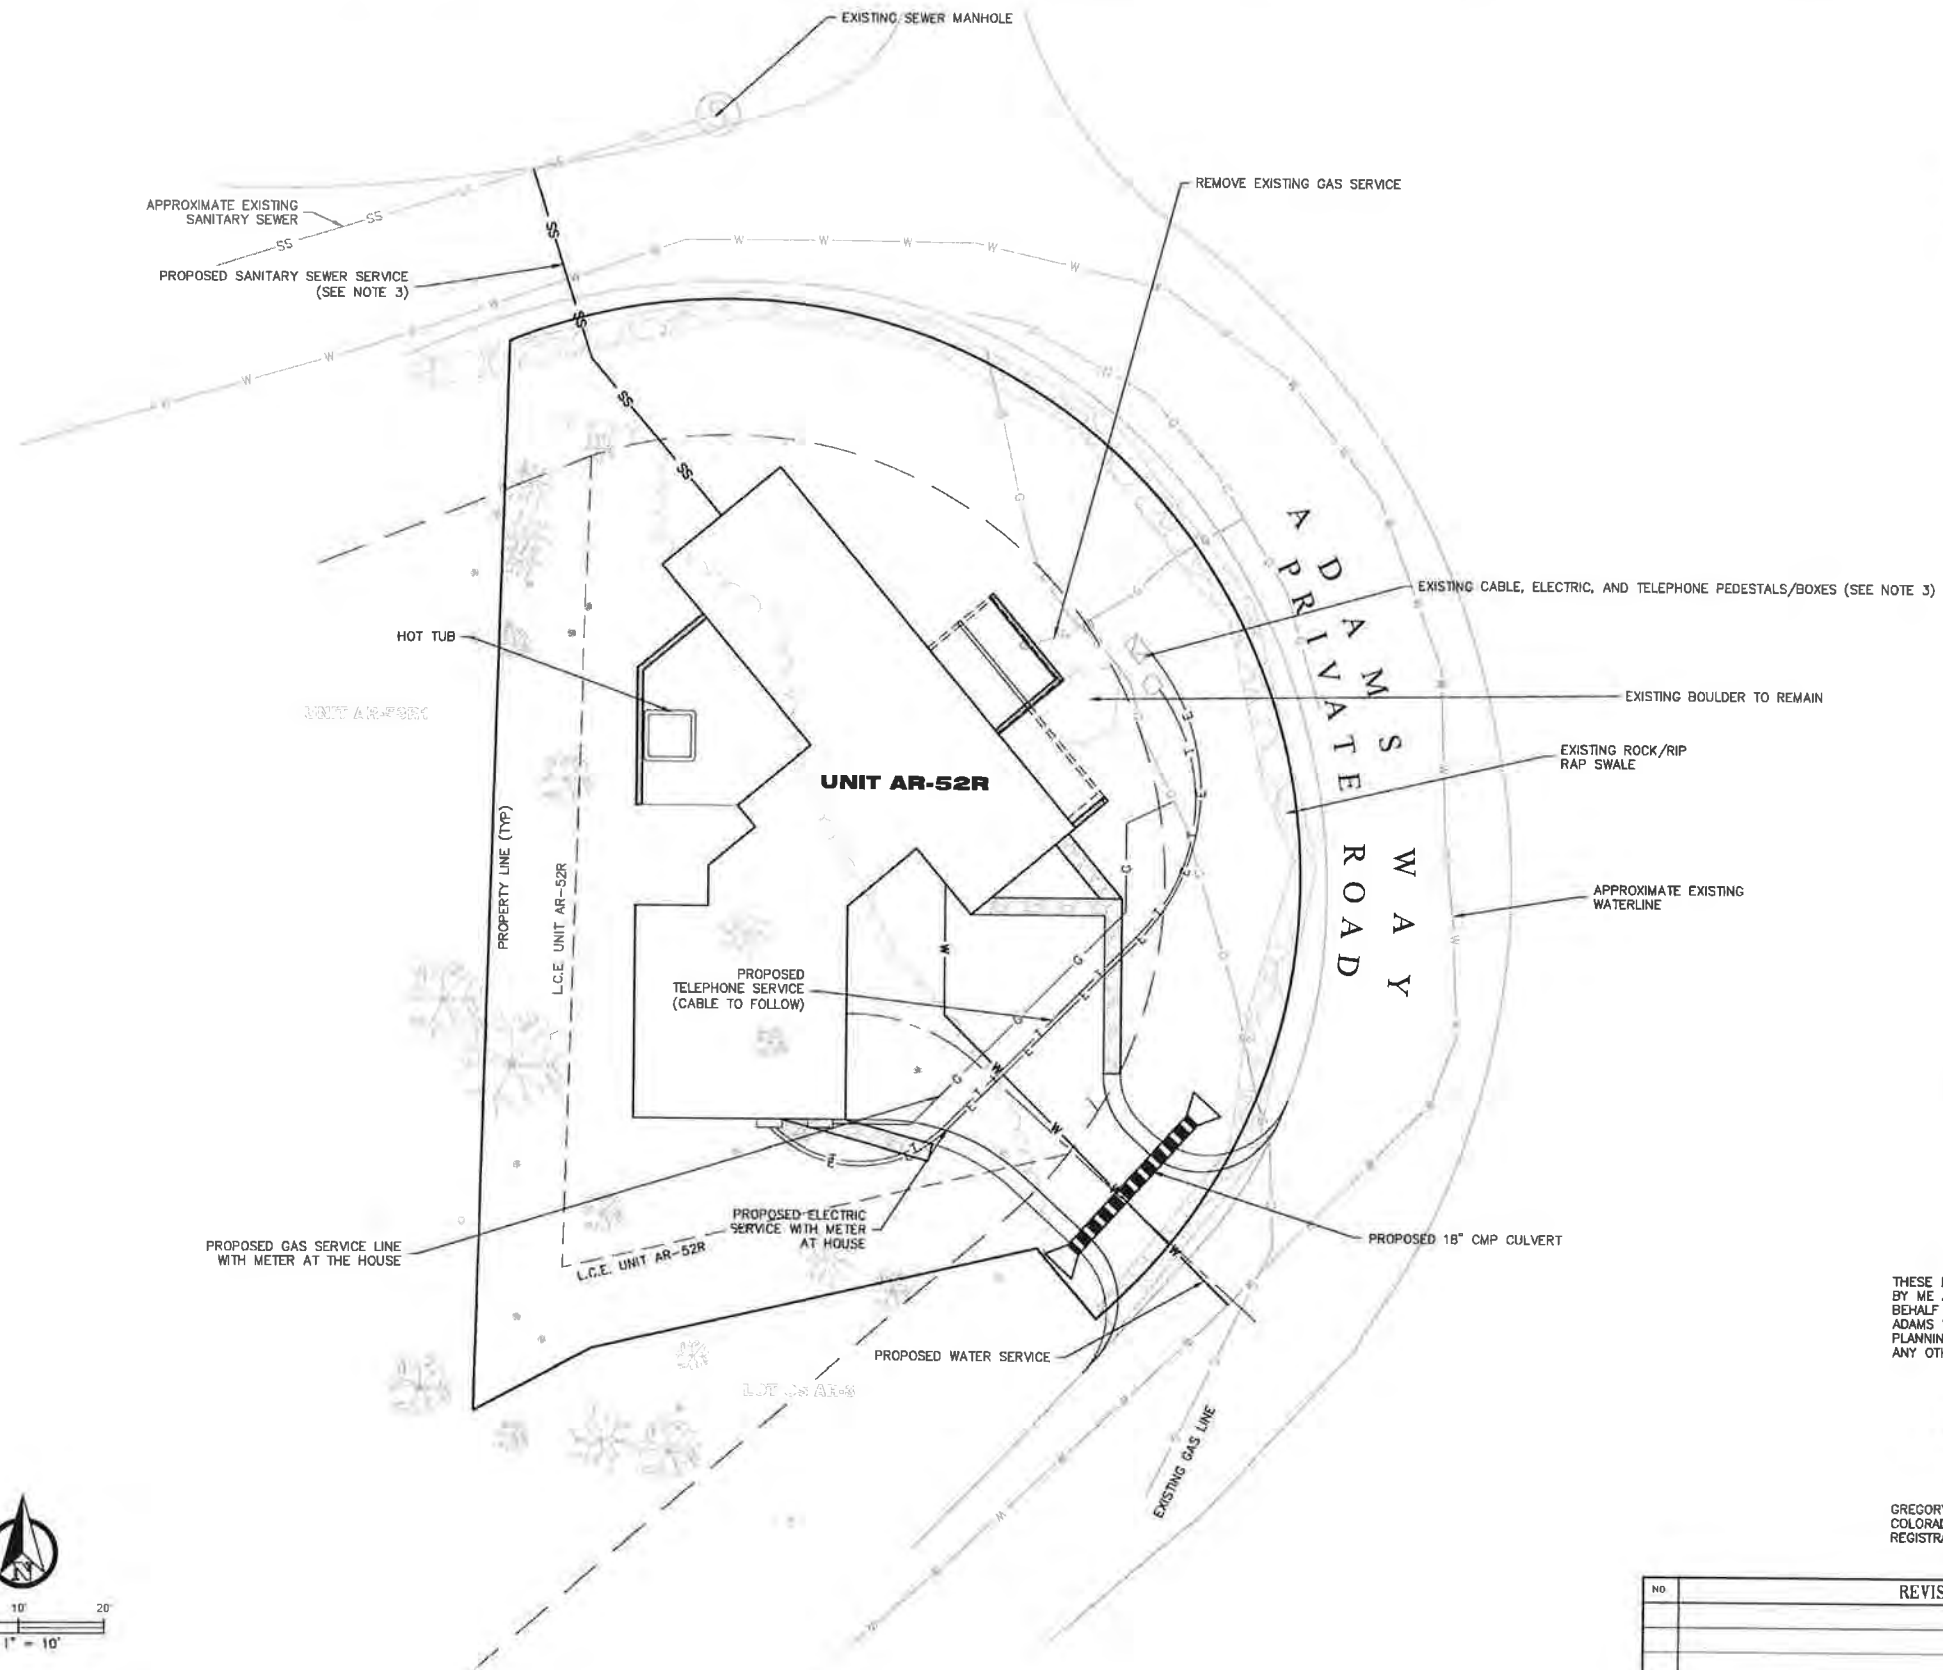 EXISTING SEWER MANHOLE
REMOVE EXISTING GAS SERVICE
APPROXIMATE EXISTING
SANITARY SEWER
PROPOSED SANITARY SEWER SERVICE
(SEE NOTE 3)
ADAMS WAY
PRIVATE ROAD
EXISTING CABLE, ELECTRIC, AND TELEPHONE PEDESTALS/BOXES (SEE NOTE 3)
HOT TUB
EXISTING BOULDER TO REMAIN
EXISTING ROCK/RIP
RAP SWALE
UNIT AR-52R
PROPERTY LINE (TYP)
L.C.E. UNIT AR-52R
APPROXIMATE EXISTING
WATERLINE
PROPOSED
TELEPHONE SERVICE
(CABLE TO FOLLOW)
PROPOSED ELECTRIC
SERVICE WITH METER
AT HOUSE
PROPOSED GAS SERVICE LINE
WITH METER AT THE HOUSE
L.C.E. UNIT AR-52R
PROPOSED 18" CMP CULVERT
PROPOSED WATER SERVICE
EXISTING GAS LINE
THESE
BY ME
BEHALF
ADAMS
PLANNIN
ANY OT
GREGORY
COLORAD
REGISTRA
NO. REVIS
N
10' 20'
1" = 10'